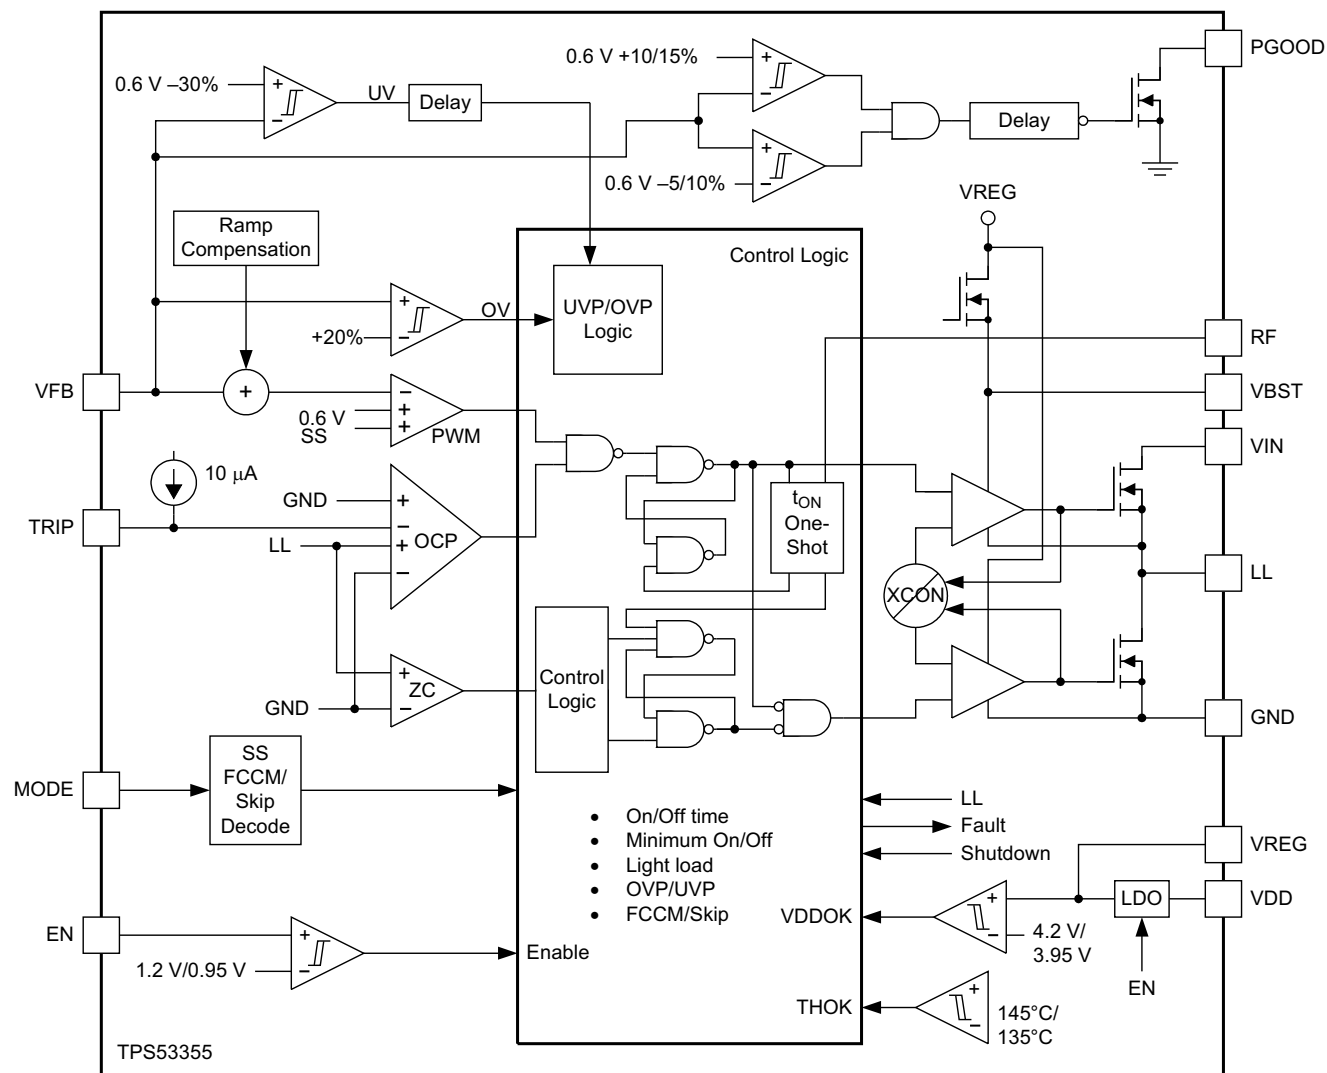 PGOOD
0.6 V +10/15%
0.6 V –30%
+
–
UV
Delay
+
–
Delay
+
–
0.6 V –5/10%
VREG
Ramp
Compensation
Control Logic
UVP/OVP
Logic
+
–
OV
+20%
RF
VFB
+
–
+
+
0.6 V
SS
PWM
VBST
VIN
10 μA
GND
TRIP
LL
+
–
+
–
OCP
tON
One-
Shot
XCON
LL
Control
Logic
+
–
ZC
GND
GND
MODE
SS
FCCM/
Skip
Decode
• On/Off time
• Minimum On/Off
• Light load
• OVP/UVP
• FCCM/Skip
LL
Fault
Shutdown
VREG
LDO
VDD
VDDOK
+
–
4.2 V/
3.95 V
EN
EN
+
–
1.2 V/0.95 V
Enable
THOK
+
–
145°C/
135°C
TPS53355